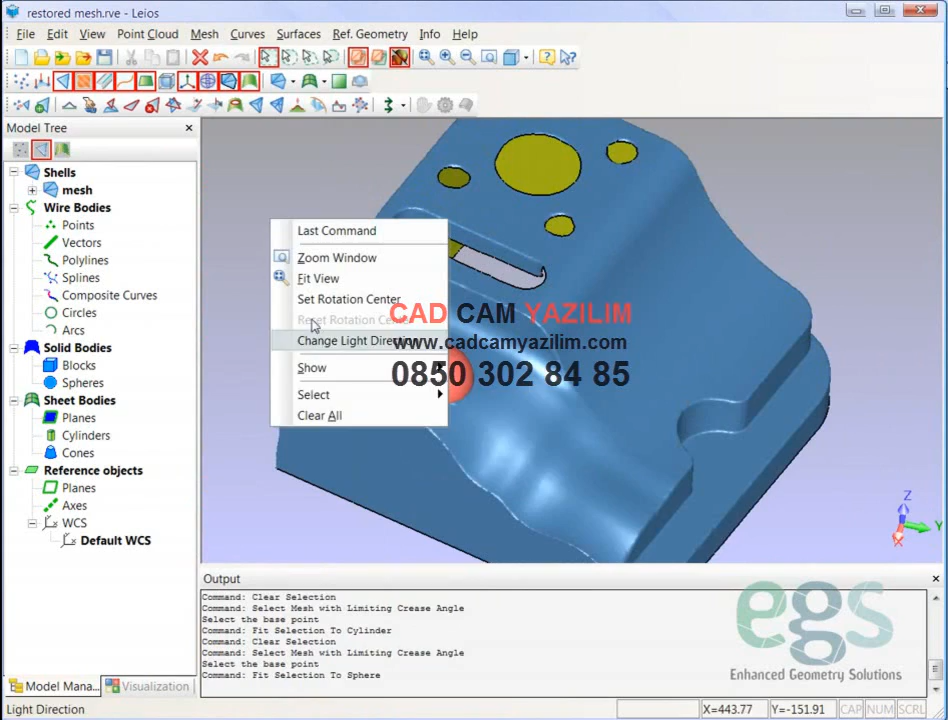 restored mesh.rve - Leios
File Edit View Point Cloud Mesh Curves Surfaces Ref. Geometry Info Help
Model Tree
Shells
mesh
Wire Bodies
Points
Vectors
Polylines
Splines
Composite Curves
Circles
Arcs
Solid Bodies
Blocks
Spheres
Sheet Bodies
Planes
Cylinders
Cones
Reference objects
Planes
Axes
WCS
Default WCS
Model Mana... Visualization
Last Command
Zoom Window
Fit View
Set Rotation Center
Reset Rotation Center
Change Light Direction
Show
Select
Clear All
CAD CAM YAZILIM
www.cadcamyazilim.com
0850 302 84 85
Z
Y
X
Output
Command: Clear Selection
Command: Select Mesh with Limiting Crease Angle
Select the base point
Command: Fit Selection To Cylinder
Command: Clear Selection
Command: Select Mesh with Limiting Crease Angle
Select the base point
Command: Fit Selection To Sphere
egs
Enhanced Geometry Solutions
Light Direction X=443.77 Y=-151.91 CAP NUM SCRL